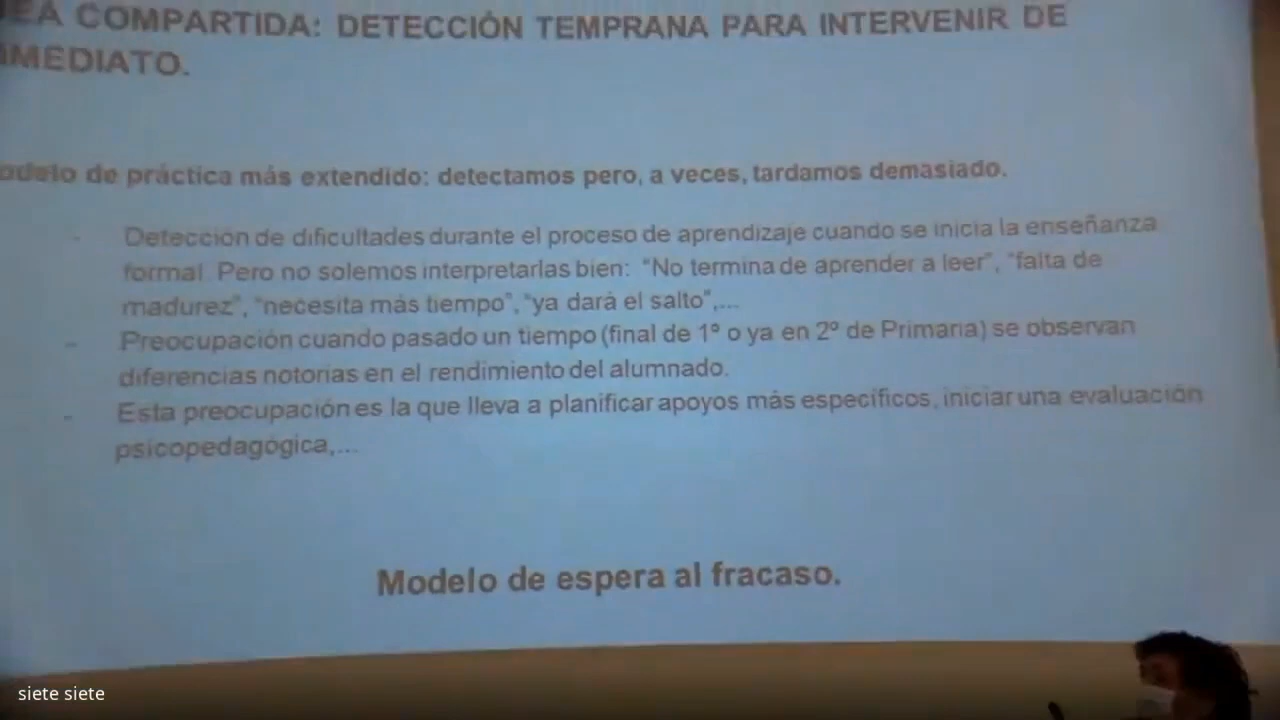 COMPARTIDA: DETECCIÓN TEMPRANA PARA INTERVENIR DE
MEDIATO.
odelo de práctica más extendido: detectamos pero, a veces, tardamos demasiado.
- Detección de dificultades durante el proceso de aprendizaje cuando se inicia la enseñanza
formal. Pero no solemos interpretarlas bien: "No termina de aprender a leer", "falta de
madurez", "necesita más tiempo", "ya dará el salto",...
- Preocupación cuando pasado un tiempo (final de 1º o ya en 2º de Primaria) se observan
diferencias notorias en el rendimiento del alumnado.
- Esta preocupación es la que lleva a planificar apoyos más específicos, iniciar una evaluación
psicopedagógica,...
Modelo de espera al fracaso.
siete siete